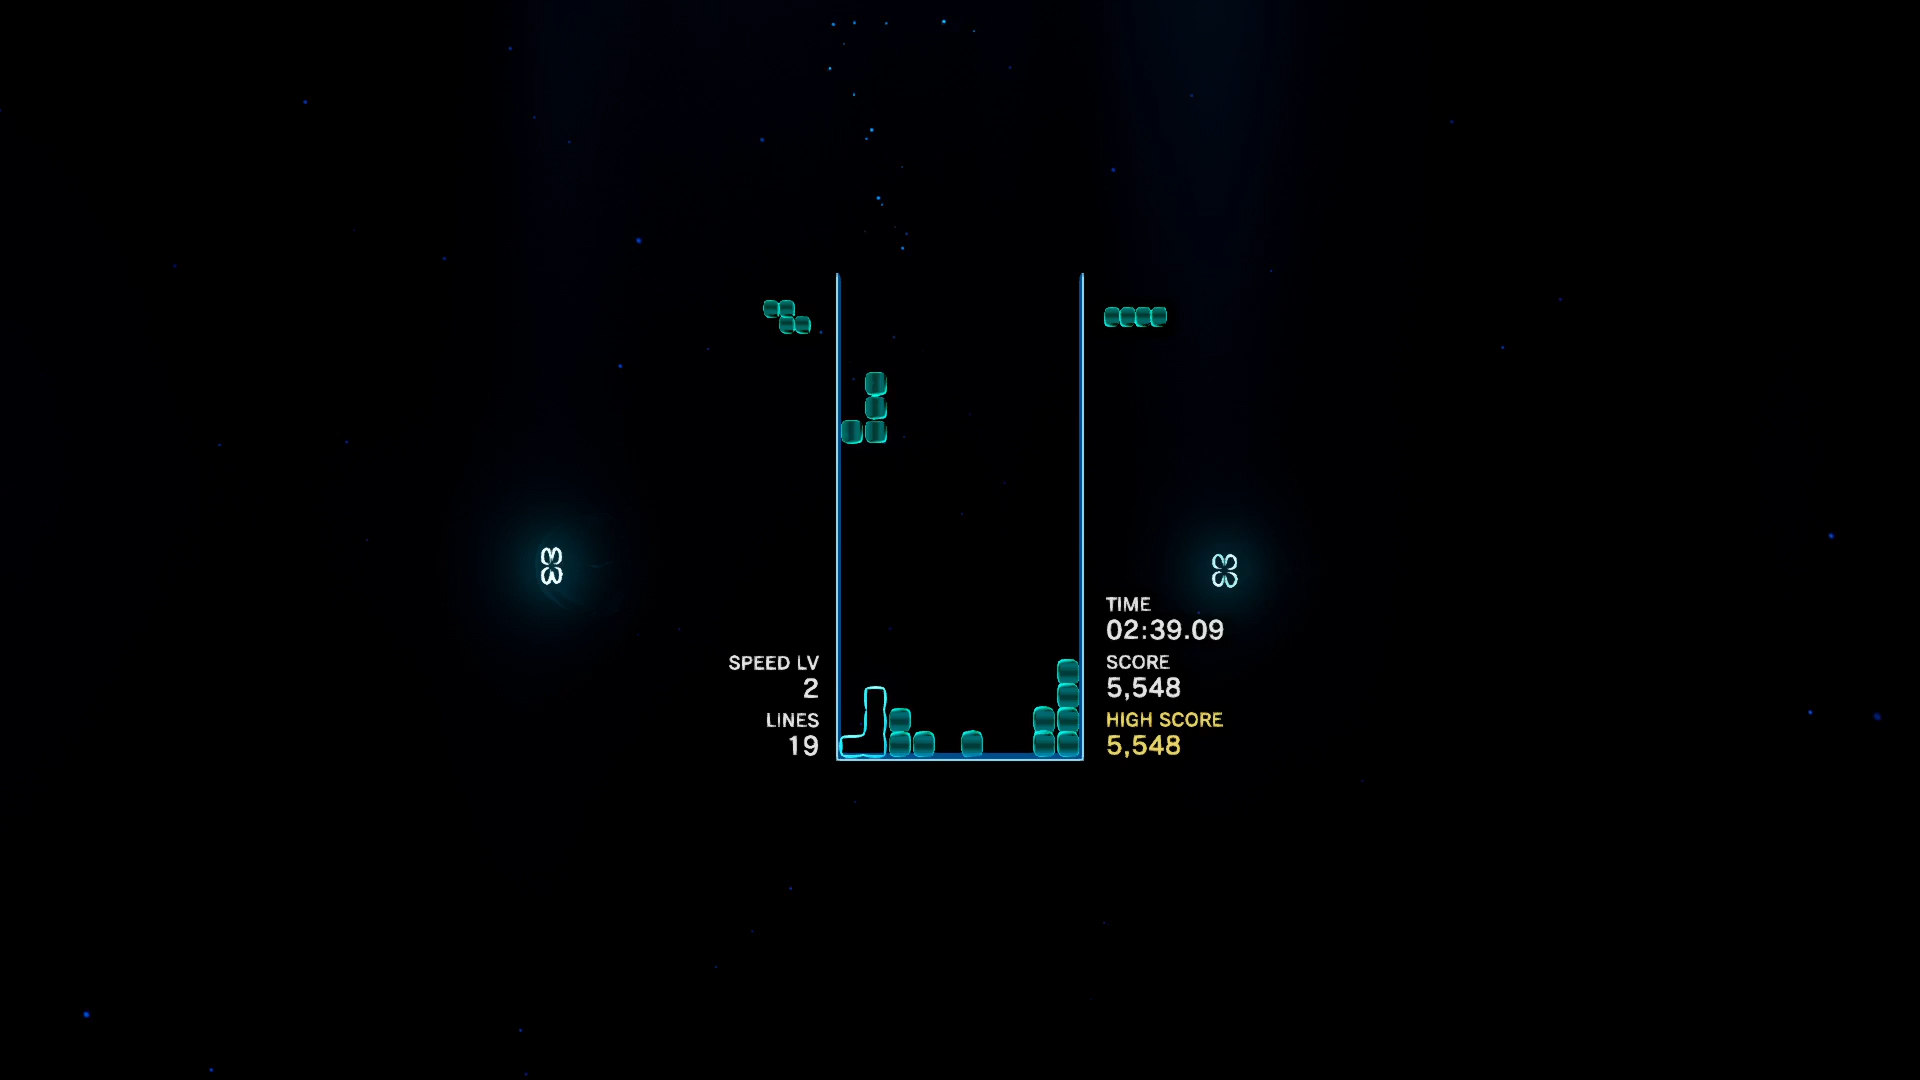 SPEED LV
2
LINES
19
TIME
02:39.09
SCORE
5,548
HIGH SCORE
5,548